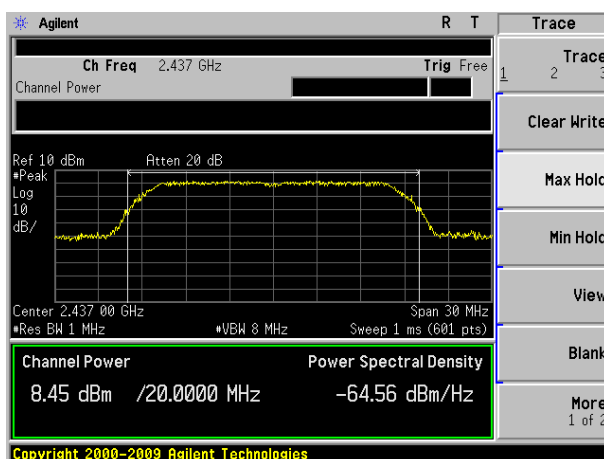 Agilent R T Trace
Ch Freq 2.437 GHz Trig Free
Channel Power
Trace
1 2 3
Clear Write
Ref 10 dBm Atten 20 dB
#Peak
Log
10
dB/
Max Hold
Min Hold
View
Center 2.437 00 GHz Span 30 MHz
#Res BW 1 MHz #VBW 8 MHz Sweep 1 ms (601 pts)
Channel Power Power Spectral Density
8.45 dBm /20.0000 MHz -64.56 dBm/Hz
Blank
More
1 of 2
Copyright 2000-2009 Agilent Technologies